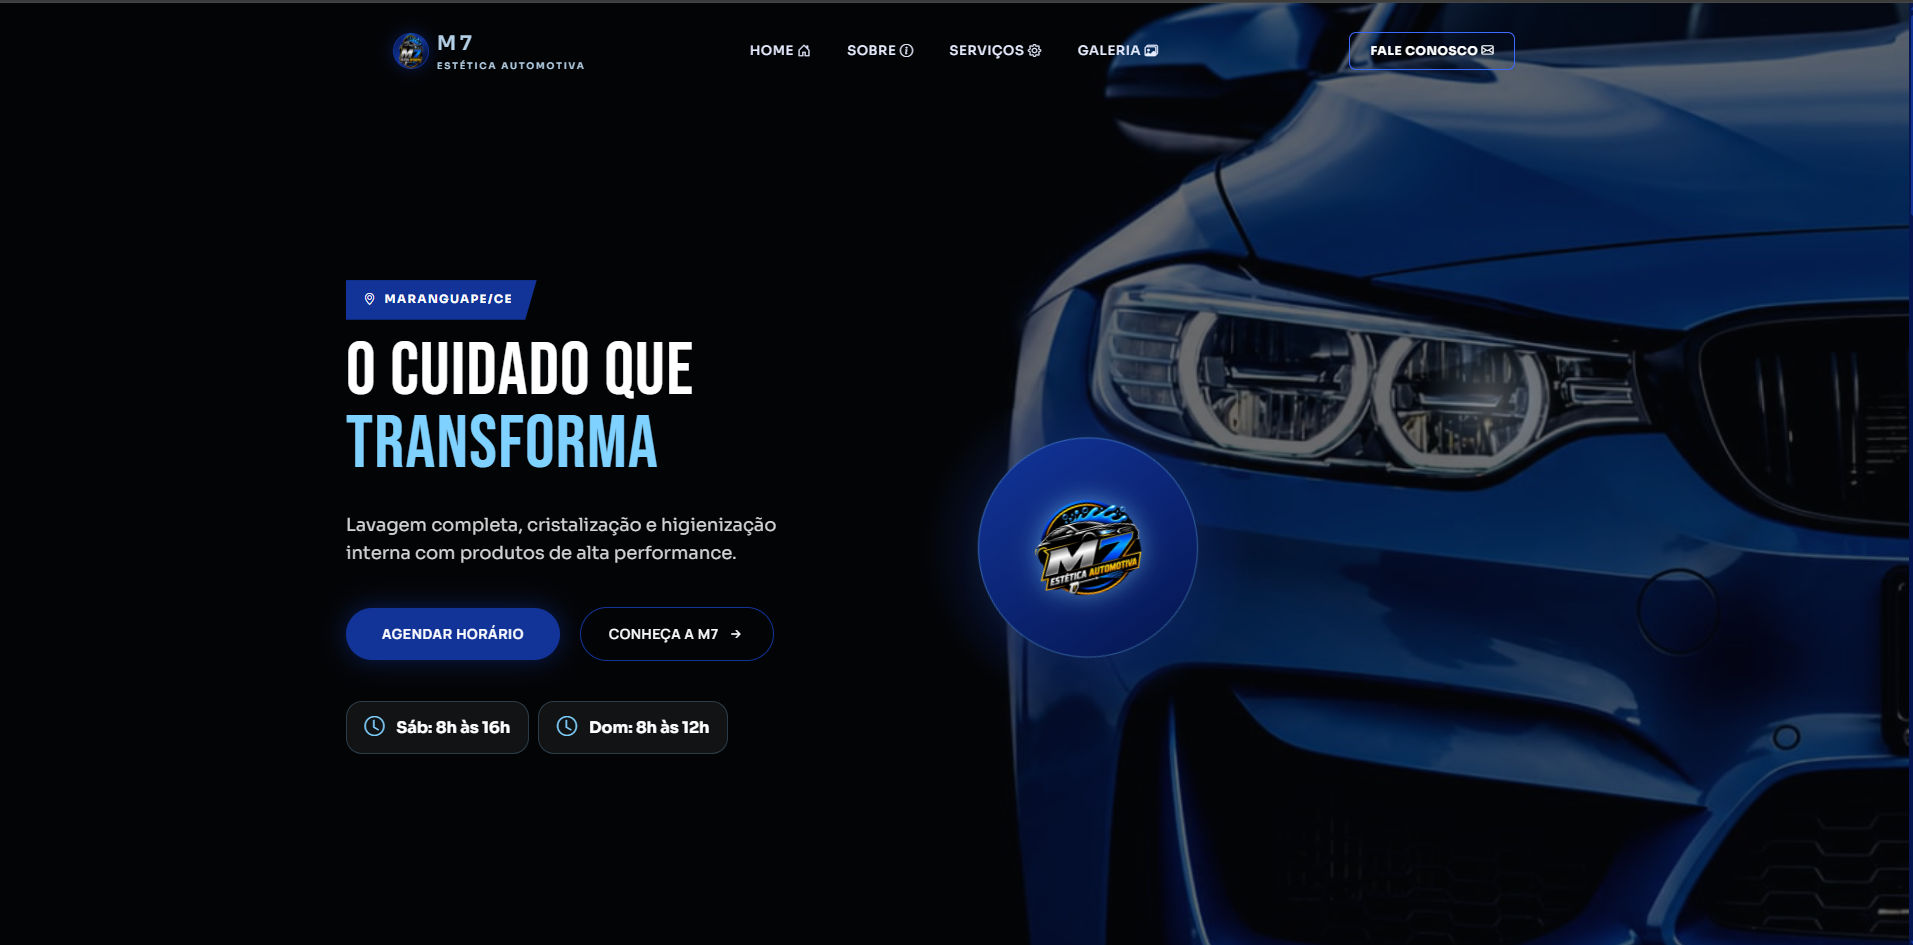 M7
ESTÉTICA AUTOMOTIVA
HOME
SOBRE
SERVIÇOS
GALERIA
FALE CONOSCO
MARANGUAPE/CE
O CUIDADO QUE
TRANSFORMA
Lavagem completa, cristalização e higienização
interna com produtos de alta performance.
AGENDAR HORÁRIO
CONHEÇA A M7
Sáb: 8h às 16h
Dom: 8h às 12h
M7
ESTÉTICA AUTOMOTIVA